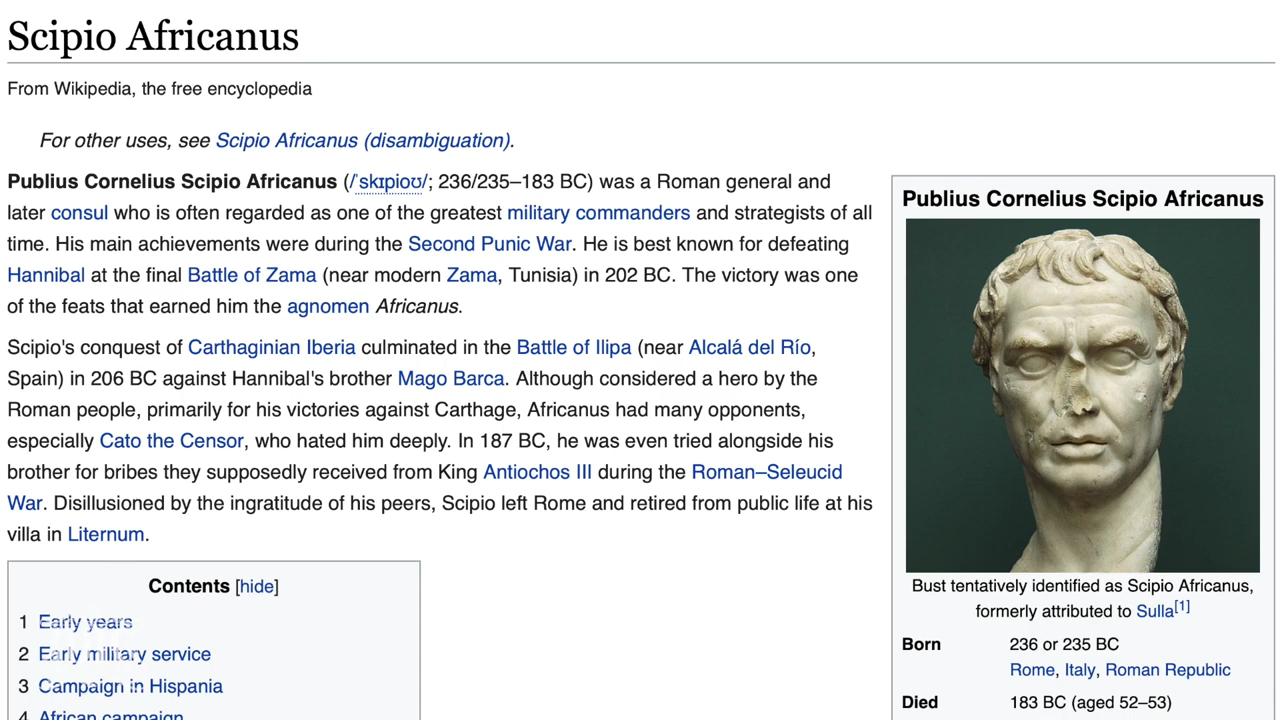 Scipio Africanus
From Wikipedia, the free encyclopedia
For other uses, see Scipio Africanus (disambiguation).
Publius Cornelius Scipio Africanus (/ˈskɪpioʊ/; 236/235–183 BC) was a Roman general and
later consul who is often regarded as one of the greatest military commanders and strategists of all
time. His main achievements were during the Second Punic War. He is best known for defeating
Hannibal at the final Battle of Zama (near modern Zama, Tunisia) in 202 BC. The victory was one
of the feats that earned him the agnomen Africanus.
Scipio's conquest of Carthaginian Iberia culminated in the Battle of Ilipa (near Alcalá del Río,
Spain) in 206 BC against Hannibal's brother Mago Barca. Although considered a hero by the
Roman people, primarily for his victories against Carthage, Africanus had many opponents,
especially Cato the Censor, who hated him deeply. In 187 BC, he was even tried alongside his
brother for bribes they supposedly received from King Antiochos III during the Roman–Seleucid
War. Disillusioned by the ingratitude of his peers, Scipio left Rome and retired from public life at his
villa in Liternum.
Contents [hide]
1 Early years
2 Early military service
3 Campaign in Hispania
4 African campaign
Publius Cornelius Scipio Africanus
Bust tentatively identified as Scipio Africanus,
formerly attributed to Sulla[1]
Born 236 or 235 BC
Rome, Italy, Roman Republic
Died 183 BC (aged 52–53)